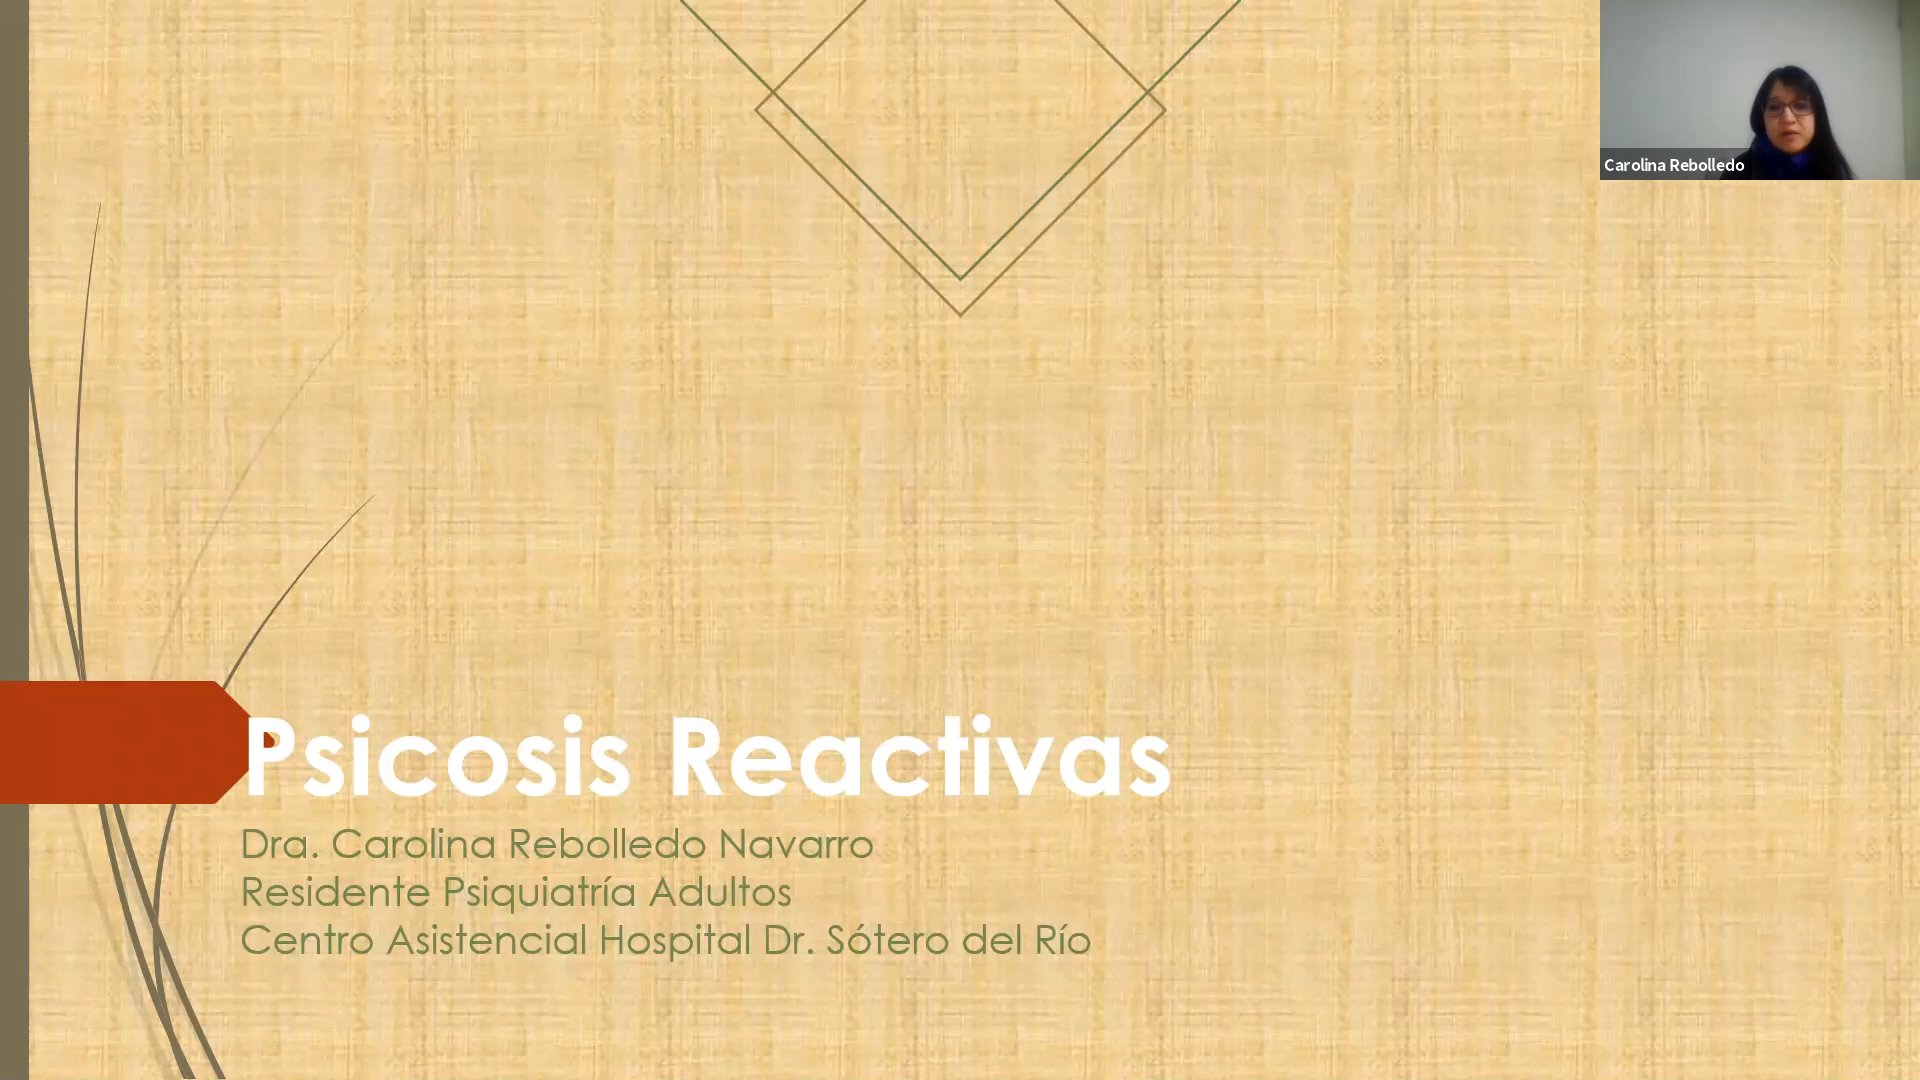 Carolina Rebolledo
Psicosis Reactivas
Dra. Carolina Rebolledo Navarro
Residente Psiquiatría Adultos
Centro Asistencial Hospital Dr. Sótero del Río